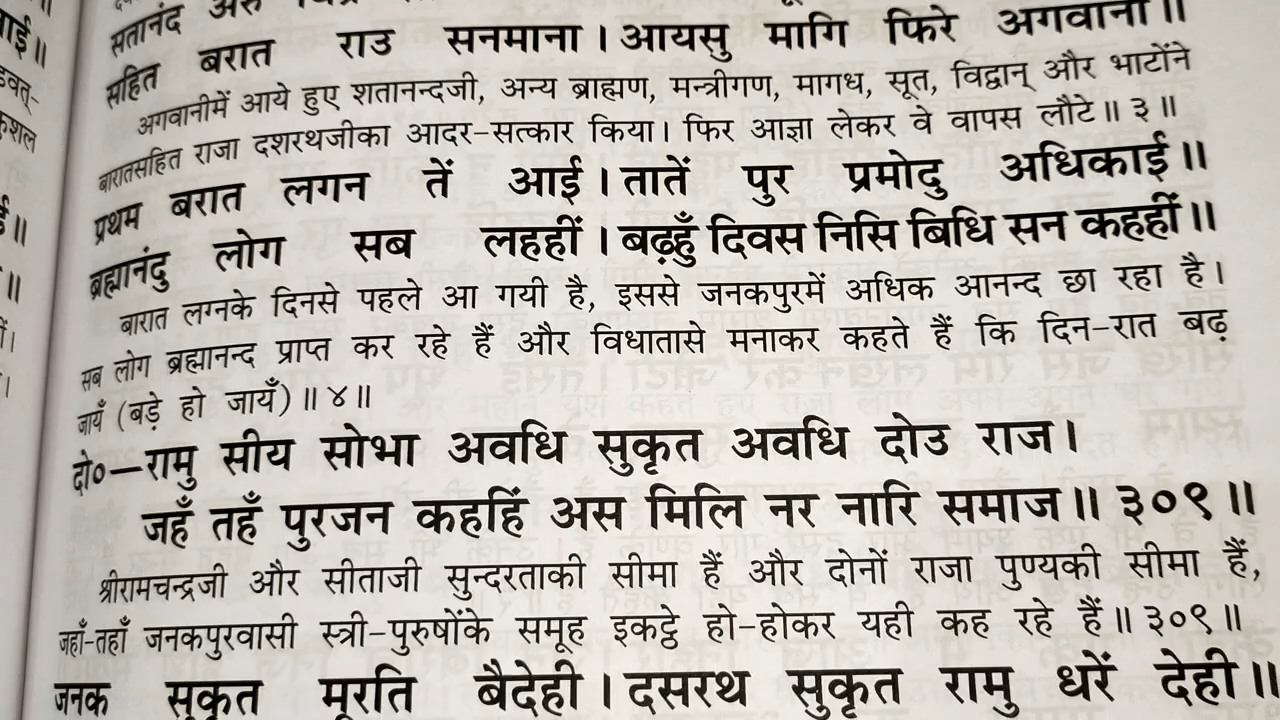 सतानंद अरु
सहित बरात राउ सनमाना। आयसु मागि फिरे अगवाना॥
अगवानीमें आये हुए शतानन्दजी, अन्य ब्राह्मण, मन्त्रीगण, मागध, सूत, विद्वान् और भाटोंने
बारातसहित राजा दशरथजीका आदर-सत्कार किया। फिर आज्ञा लेकर वे वापस लौटे॥ ३॥
प्रथम बरात लगन तें आई। तातें पुर प्रमोदु अधिकाई॥
ब्रह्मानंदु लोग सब लहहीं। बढ़हुँ दिवस निसि बिधि सन कहहीं॥
बारात लग्नके दिनसे पहले आ गयी है, इससे जनकपुरमें अधिक आनन्द छा रहा है।
सब लोग ब्रह्मानन्द प्राप्त कर रहे हैं और विधातासे मनाकर कहते हैं कि दिन-रात बढ़
जायँ (बड़े हो जायँ)॥ ४॥
दो०—रामु सीय सोभा अवधि सुकृत अवधि दोउ राज।
जहँ तहँ पुरजन कहहिं अस मिलि नर नारि समाज॥ ३०९॥
श्रीरामचन्द्रजी और सीताजी सुन्दरताकी सीमा हैं और दोनों राजा पुण्यकी सीमा हैं,
जहाँ-तहाँ जनकपुरवासी स्त्री-पुरुषोंके समूह इकट्ठे हो-होकर यही कह रहे हैं॥ ३०९॥
जनक सुकृत मूरति बैदेही। दसरथ सुकृत रामु धरें देही॥